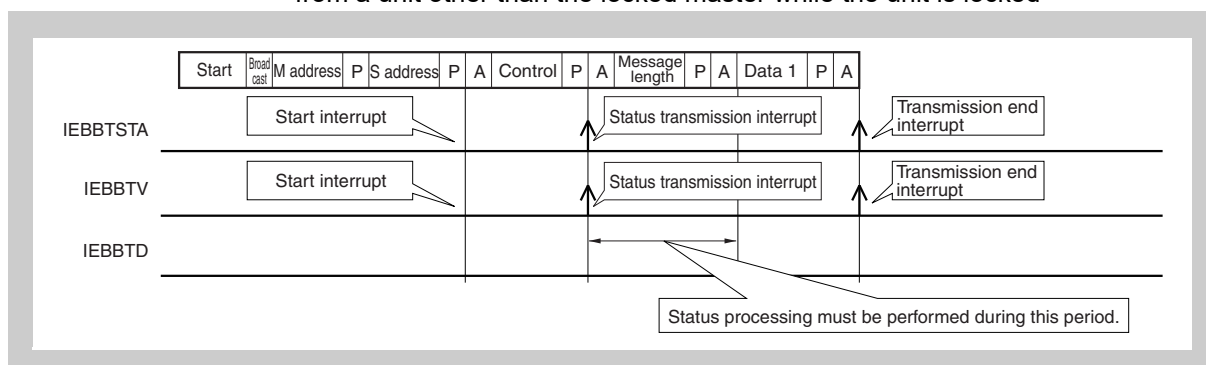 from a unit other than the locked master while the unit is locked
Start Broad cast M address P S address P A Control P A Message length P A Data 1 P A
IEBBTSTA
Start interrupt
Status transmission interrupt
Transmission end
interrupt
IEBBTV
Start interrupt
Status transmission interrupt
Transmission end
interrupt
IEBBTD
Status processing must be performed during this period.